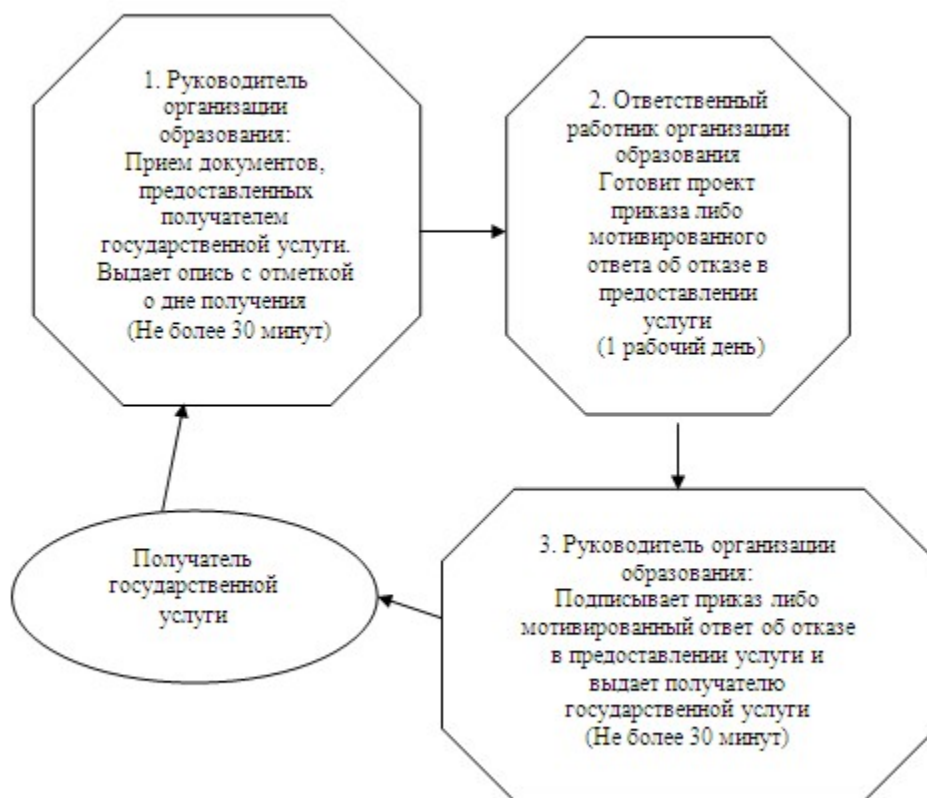 1. Руководитель
организации
образования:
Прием документов,
предоставленных
получателем
государственной услуги.
Выдает опись с отметкой
о дне получения
(Не более 30 минут)
2. Ответственный
работник организации
образования
Готовит проект
приказа либо
мотивированного
ответа об отказе в
предоставлении
услуги
(1 рабочий день)
3. Руководитель организации
образования:
Подписывает приказ либо
мотивированный ответ об отказе
в предоставлении услуги и
выдает получателю
государственной услуги
(Не более 30 минут)
Получатель
государственной
услуги